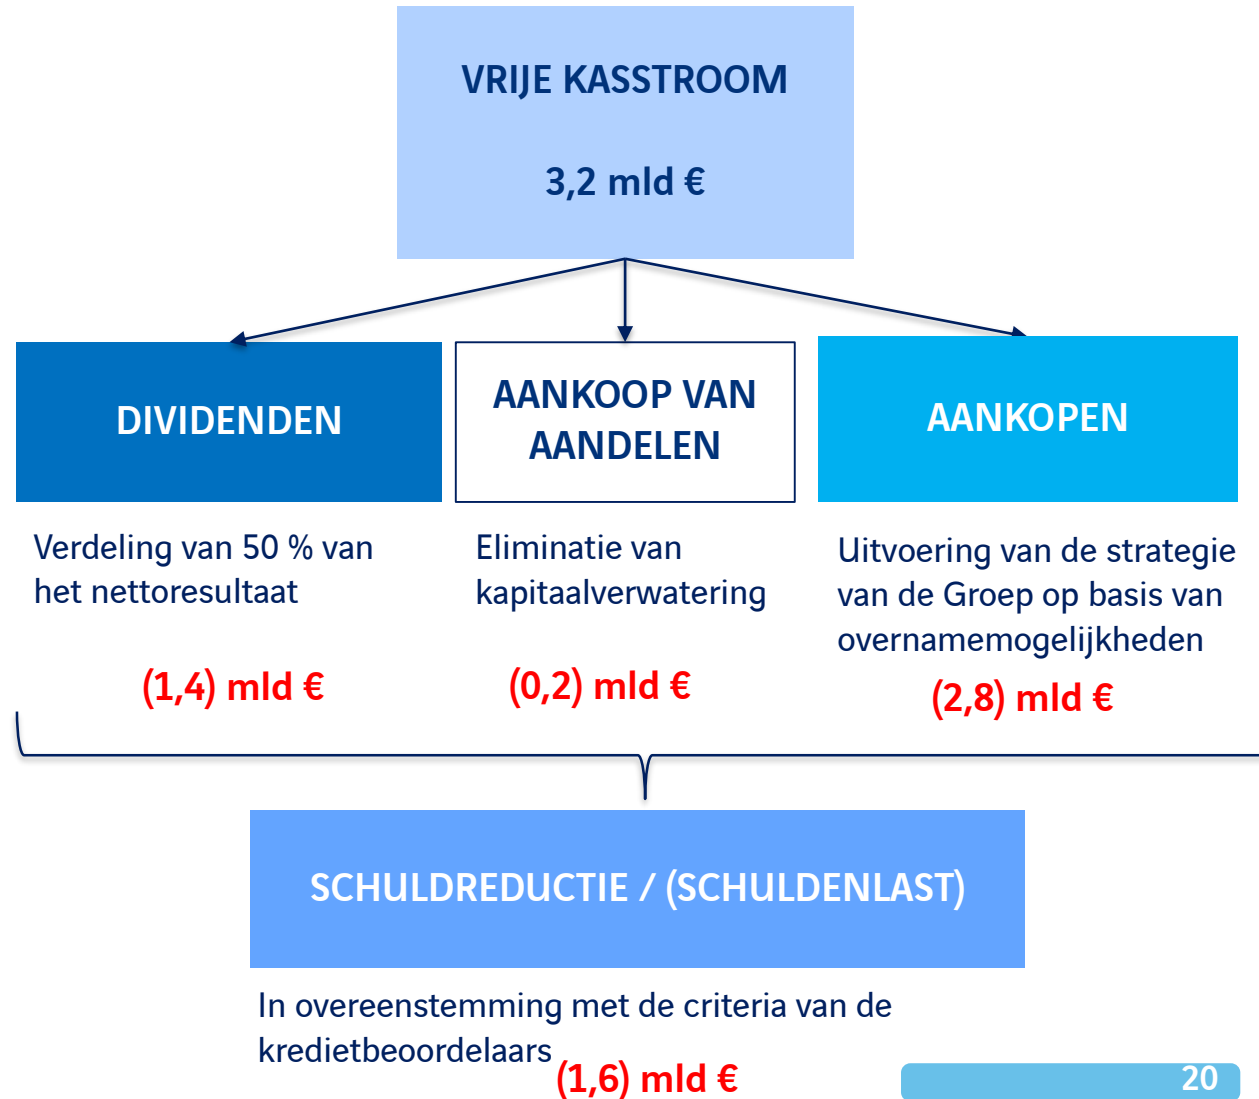 VRIJE KASSTROOM
3,2 mld €
DIVIDENDEN
AANKOOP VAN
AANDELEN
AANKOPEN
Verdeling van 50 % van
het nettoresultaat
(1,4) mld €
Eliminatie van
kapitaalverwatering
(0,2) mld €
Uitvoering van de strategie
van de Groep op basis van
overnamemogelijkheden
(2,8) mld €
SCHULDREDUCTIE / (SCHULDENLAST)
In overeenstemming met de criteria van de
kredietbeoordelaars
(1,6) mld €
20